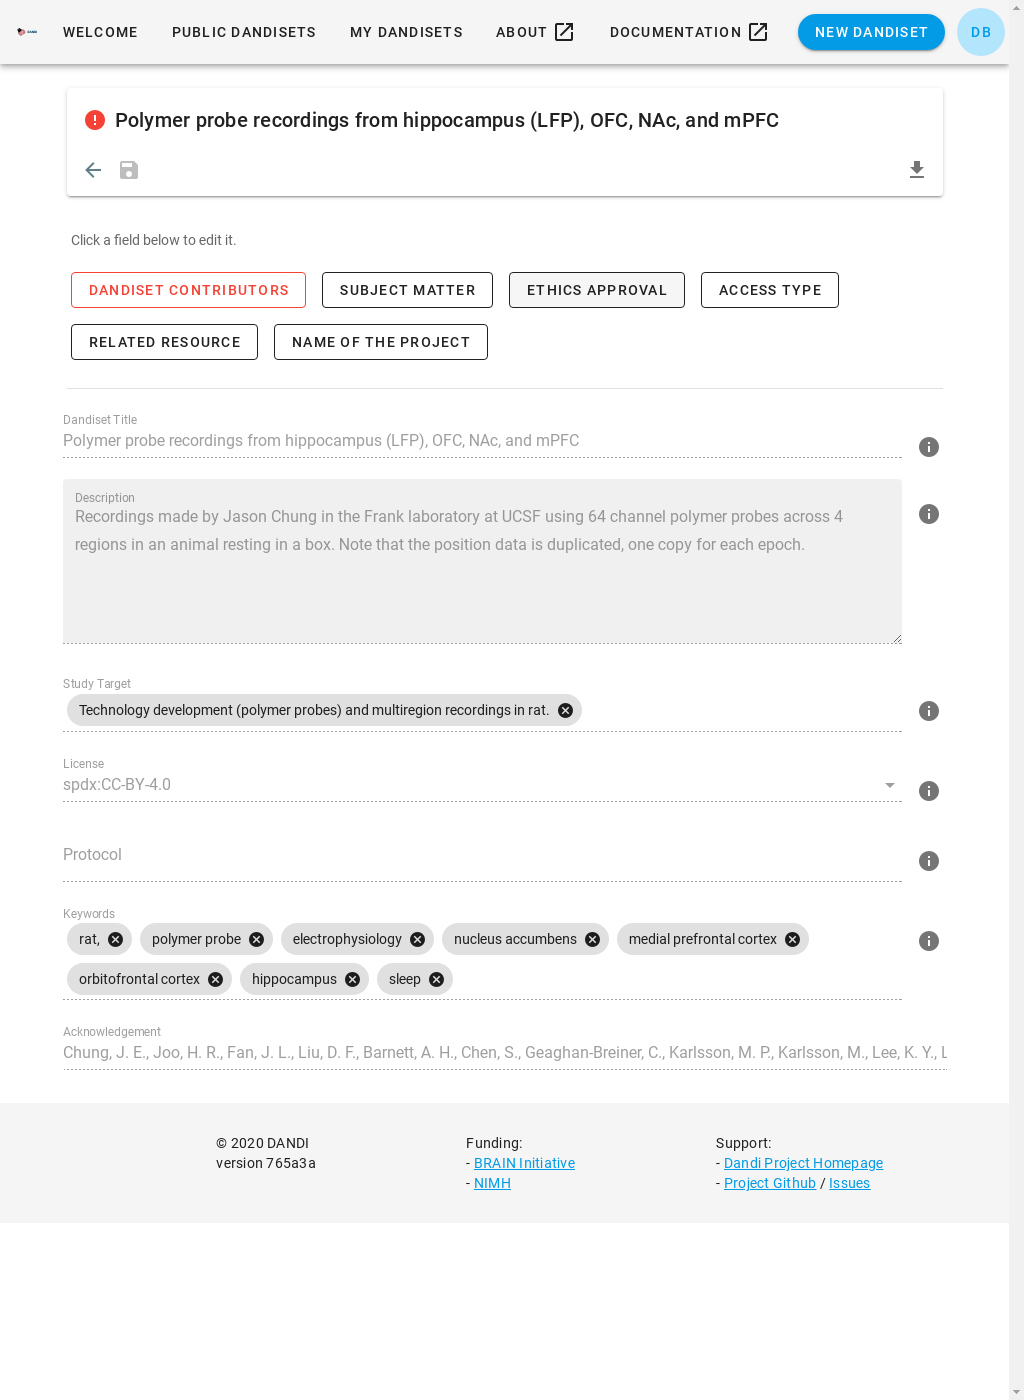 WELCOME PUBLIC DANDISETS MY DANDISETS ABOUT DOCUMENTATION NEW DANDISET DB
Polymer probe recordings from hippocampus (LFP), OFC, NAc, and mPFC
Click a field below to edit it.
DANDISET CONTRIBUTORS SUBJECT MATTER ETHICS APPROVAL ACCESS TYPE
RELATED RESOURCE NAME OF THE PROJECT
Dandiset Title
Polymer probe recordings from hippocampus (LFP), OFC, NAc, and mPFC
Description
Recordings made by Jason Chung in the Frank laboratory at UCSF using 64 channel polymer probes across 4
regions in an animal resting in a box. Note that the position data is duplicated, one copy for each epoch.
Study Target
Technology development (polymer probes) and multiregion recordings in rat.
License
spdx:CC-BY-4.0
Protocol
Keywords
rat, polymer probe electrophysiology nucleus accumbens medial prefrontal cortex
orbitofrontal cortex hippocampus sleep
Acknowledgement
Chung, J. E., Joo, H. R., Fan, J. L., Liu, D. F., Barnett, A. H., Chen, S., Geaghan-Breiner, C., Karlsson, M. P., Karlsson, M., Lee, K. Y., L
© 2020 DANDI Funding: Support:
version 765a3a - BRAIN Initiative - Dandi Project Homepage
- NIMH - Project Github / Issues